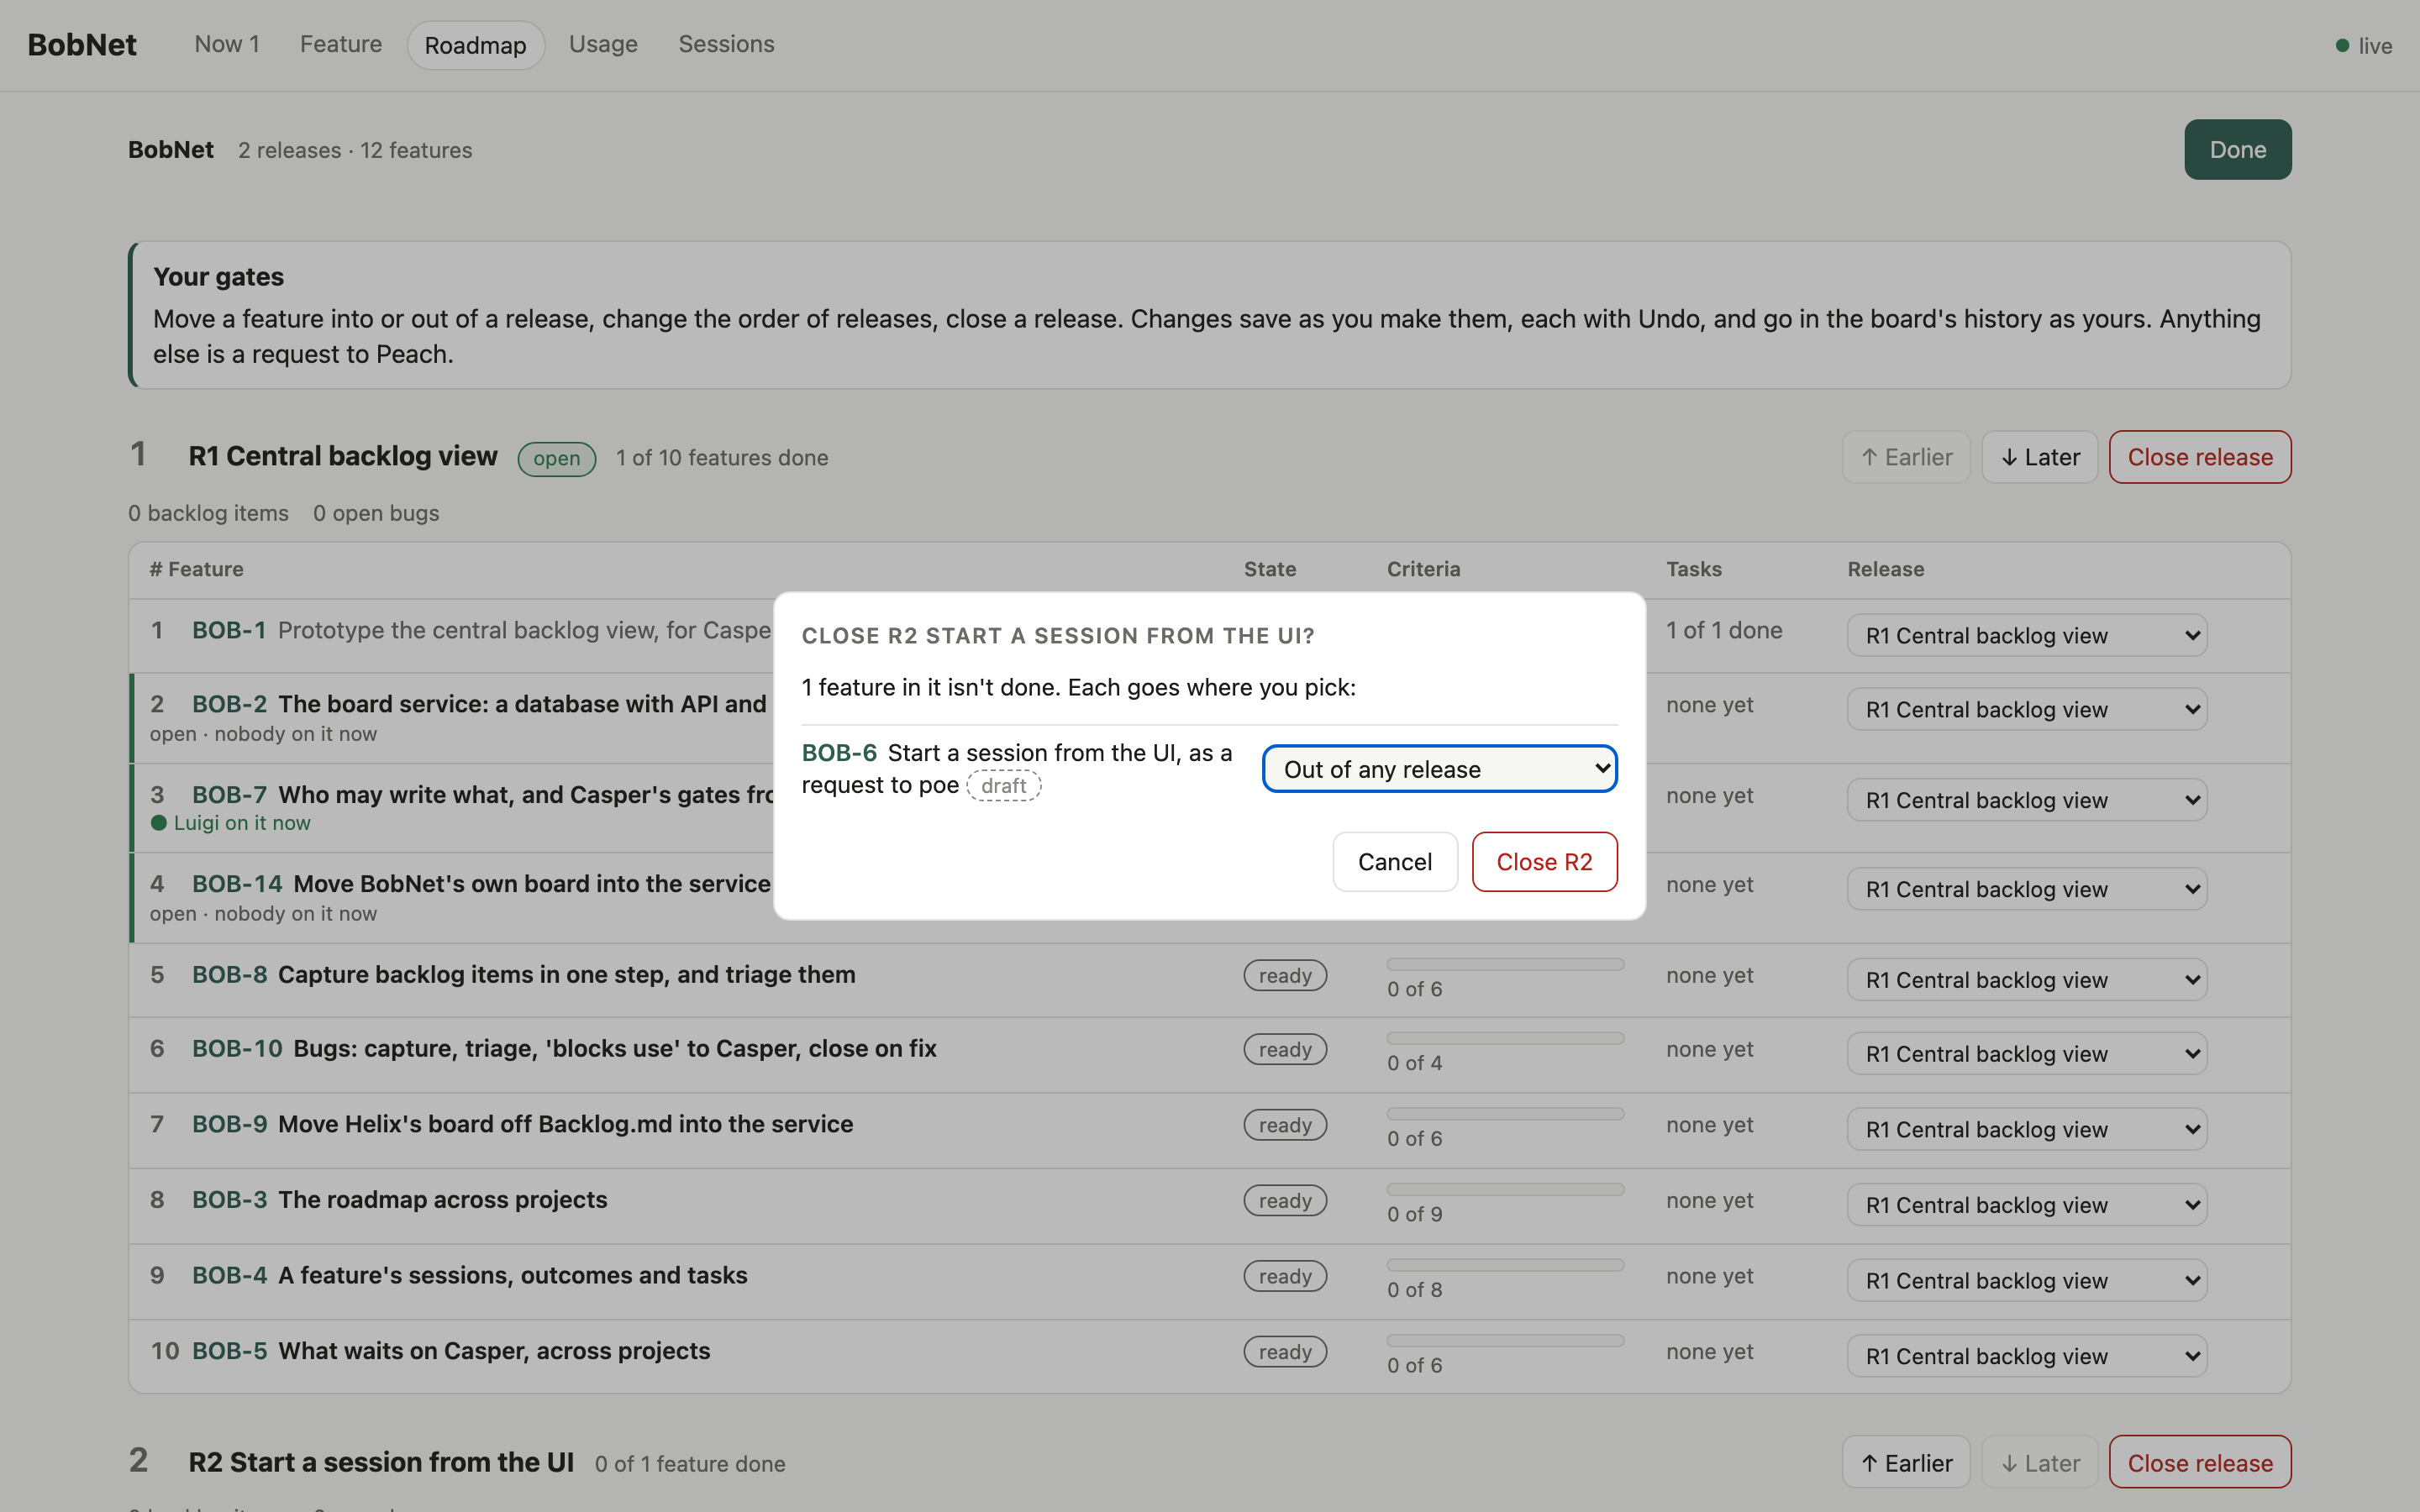 BobNet Now 1 Feature Roadmap Usage Sessions live
BobNet 2 releases · 12 features Done
Your gates
Move a feature into or out of a release, change the order of releases, close a release. Changes save as you make them, each with Undo, and go in the board's history as yours. Anything
else is a request to Peach.
1 R1 Central backlog view open 1 of 10 features done ↑ Earlier ↓ Later Close release
0 backlog items 0 open bugs
# Feature State Criteria Tasks Release
1 BOB-1 Prototype the central backlog view, for Caspe 1 of 1 done R1 Central backlog view
2 BOB-2 The board service: a database with API and none yet R1 Central backlog view
open · nobody on it now
3 BOB-7 Who may write what, and Casper's gates fro none yet R1 Central backlog view
Luigi on it now
4 BOB-14 Move BobNet's own board into the service none yet R1 Central backlog view
open · nobody on it now
CLOSE R2 START A SESSION FROM THE UI?
1 feature in it isn't done. Each goes where you pick:
BOB-6 Start a session from the UI, as a
request to poe draft
Out of any release
Cancel Close R2
5 BOB-8 Capture backlog items in one step, and triage them ready 0 of 6 none yet R1 Central backlog view
6 BOB-10 Bugs: capture, triage, 'blocks use' to Casper, close on fix ready 0 of 4 none yet R1 Central backlog view
7 BOB-9 Move Helix's board off Backlog.md into the service ready 0 of 6 none yet R1 Central backlog view
8 BOB-3 The roadmap across projects ready 0 of 9 none yet R1 Central backlog view
9 BOB-4 A feature's sessions, outcomes and tasks ready 0 of 8 none yet R1 Central backlog view
10 BOB-5 What waits on Casper, across projects ready 0 of 6 none yet R1 Central backlog view
2 R2 Start a session from the UI 0 of 1 feature done ↑ Earlier ↓ Later Close release